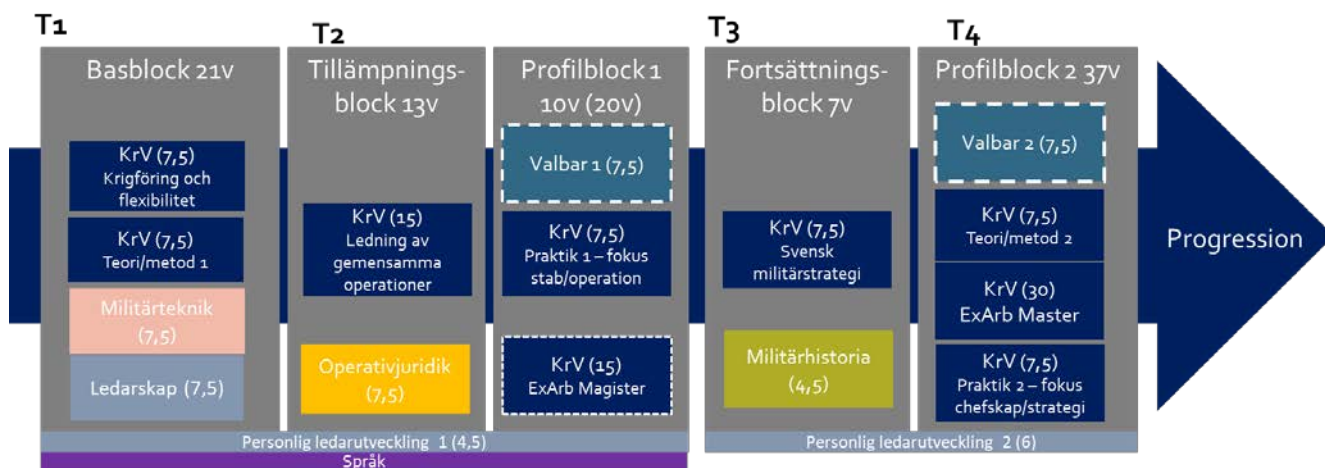 T1
Basblock 21v
KrV (7,5)
Krigföring och
flexibilitet
KrV (7,5)
Teori/metod 1
Militärteknik
(7,5)
Ledarskap (7,5)
T2
Tillämpnings-
block 13v
KrV (15)
Ledning av
gemensamma
operationer
Operativjuridik
(7,5)
Profilblock 1
10v (20v)
Valbar 1 (7,5)
KrV (7,5)
Praktik 1 – fokus
stab/operation
KrV (15)
ExArb Magister
Personlig ledarutveckling 1 (4,5)
Språk
T3
Fortsättnings-
block 7v
KrV (7,5)
Svensk
militärstrategi
Militärhistoria
(4,5)
T4
Profilblock 2 37v
Valbar 2 (7,5)
KrV (7,5)
Teori/metod 2
KrV (30)
ExArb Master
KrV (7,5)
Praktik 2 – fokus
chefskap/strategi
Personlig ledarutveckling 2 (6)
Progression